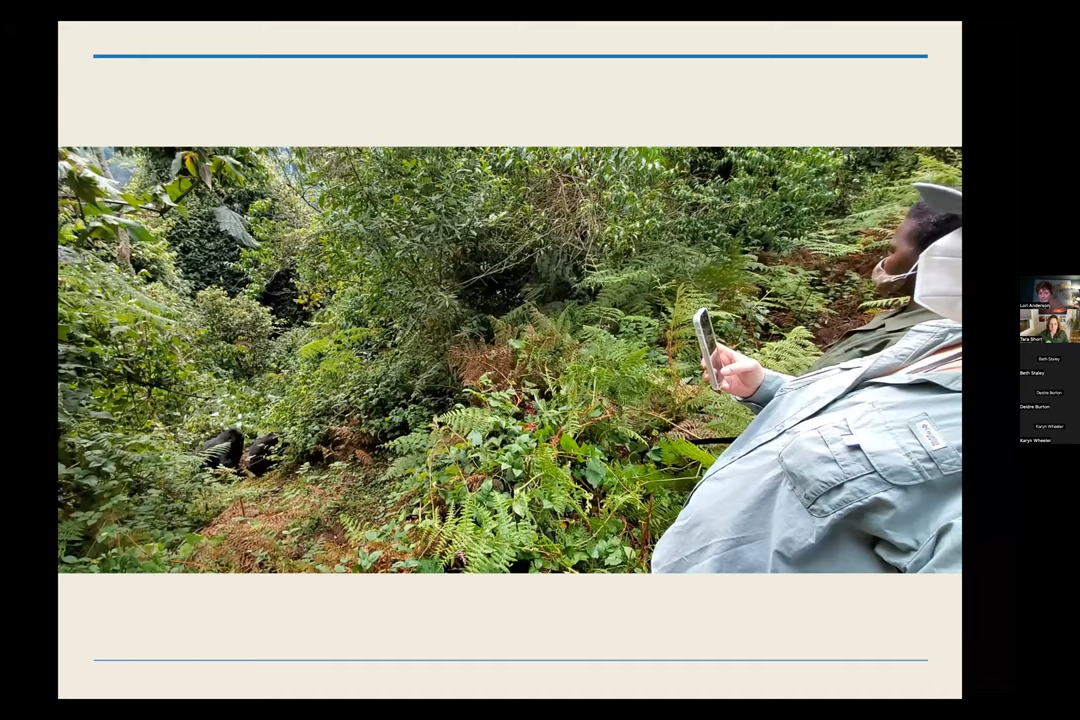 Lori Anderson
Tara Short
Beth Staley
Beth Staley
Deidre Burton
Deidre Burton
Karyn Wheeler
Karyn Wheeler